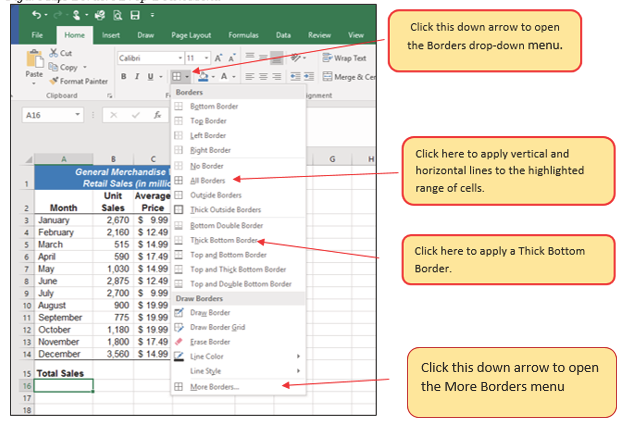 File Home Insert Draw Page Layout Formulas Data Review View
Cut
Copy
Paste
Format Painter
Clipboard
Calibri 11
B I U
Wrap Text
Merge & Cen
ignment
A16
fx
Borders
Bottom Border
Top Border
Left Border
Right Border
No Border
All Borders
Outside Borders
Thick Outside Borders
Bottom Double Border
Thick Bottom Border
Top and Bottom Border
Top and Thick Bottom Border
Top and Double Bottom Border
Draw Borders
Draw Border
Draw Border Grid
Erase Border
Line Color
Line Style
More Borders...
A B C G H
1 General Merchandise
Retail Sales (in millio
2 Month Unit Sales Average Price
3 January 2,670 $ 9.99
4 February 2,160 $ 12.49
5 March 515 $ 14.99
6 April 590 $ 17.49
7 May 1,030 $ 14.99
8 June 2,875 $ 12.49
9 July 2,700 $ 9.99
10 August 900 $ 19.99
11 September 775 $ 19.99
12 October 1,180 $ 19.99
13 November 1,800 $ 17.49
14 December 3,560 $ 14.99
15 Total Sales
16
17
18
Click this down arrow to open
the Borders drop-down menu.
Click here to apply vertical and
horizontal lines to the highlighted
range of cells.
Click here to apply a Thick Bottom
Border.
Click this down arrow to open
the More Borders menu